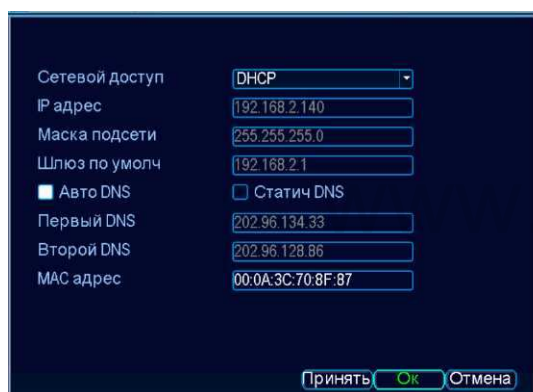 Сетевой доступ DHCP
IP адрес 192.168.2.140
Маска подсети 255.255.255.0
Шлюз по умолч 192.168.2.1
Авто DNS Статич DNS
Первый DNS 202.96.134.33
Второй DNS 202.96.128.86
MAC адрес 00:0A:3C:70:8F:87
Принять Ок Отмена